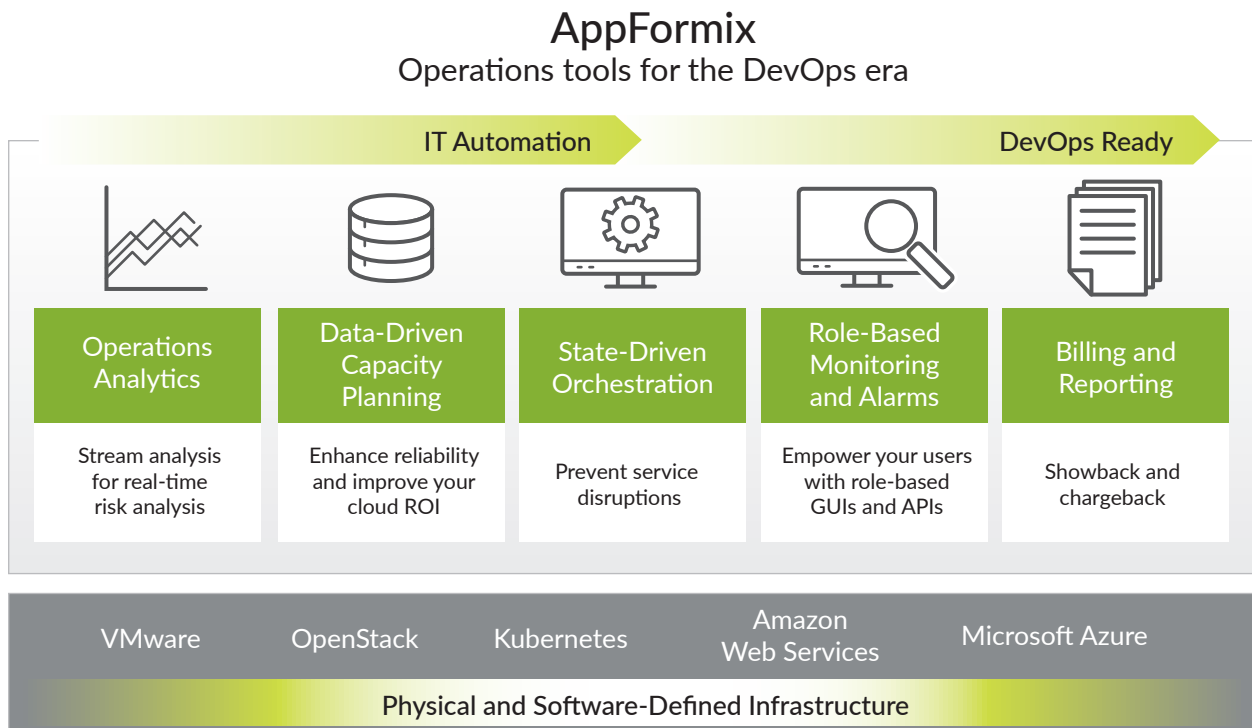 AppFormix
Operations tools for the DevOps era
IT Automation
DevOps Ready
Operations
Analytics
Stream analysis
for real-time
risk analysis
Data-Driven
Capacity
Planning
Enhance reliability
and improve your
cloud ROI
State-Driven
Orchestration
Prevent service
disruptions
Role-Based
Monitoring
and Alarms
Empower your users
with role-based
GUIs and APIs
Billing and
Reporting
Showback and
chargeback
VMware
OpenStack
Kubernetes
Amazon
Web Services
Microsoft Azure
Physical and Software-Defined Infrastructure